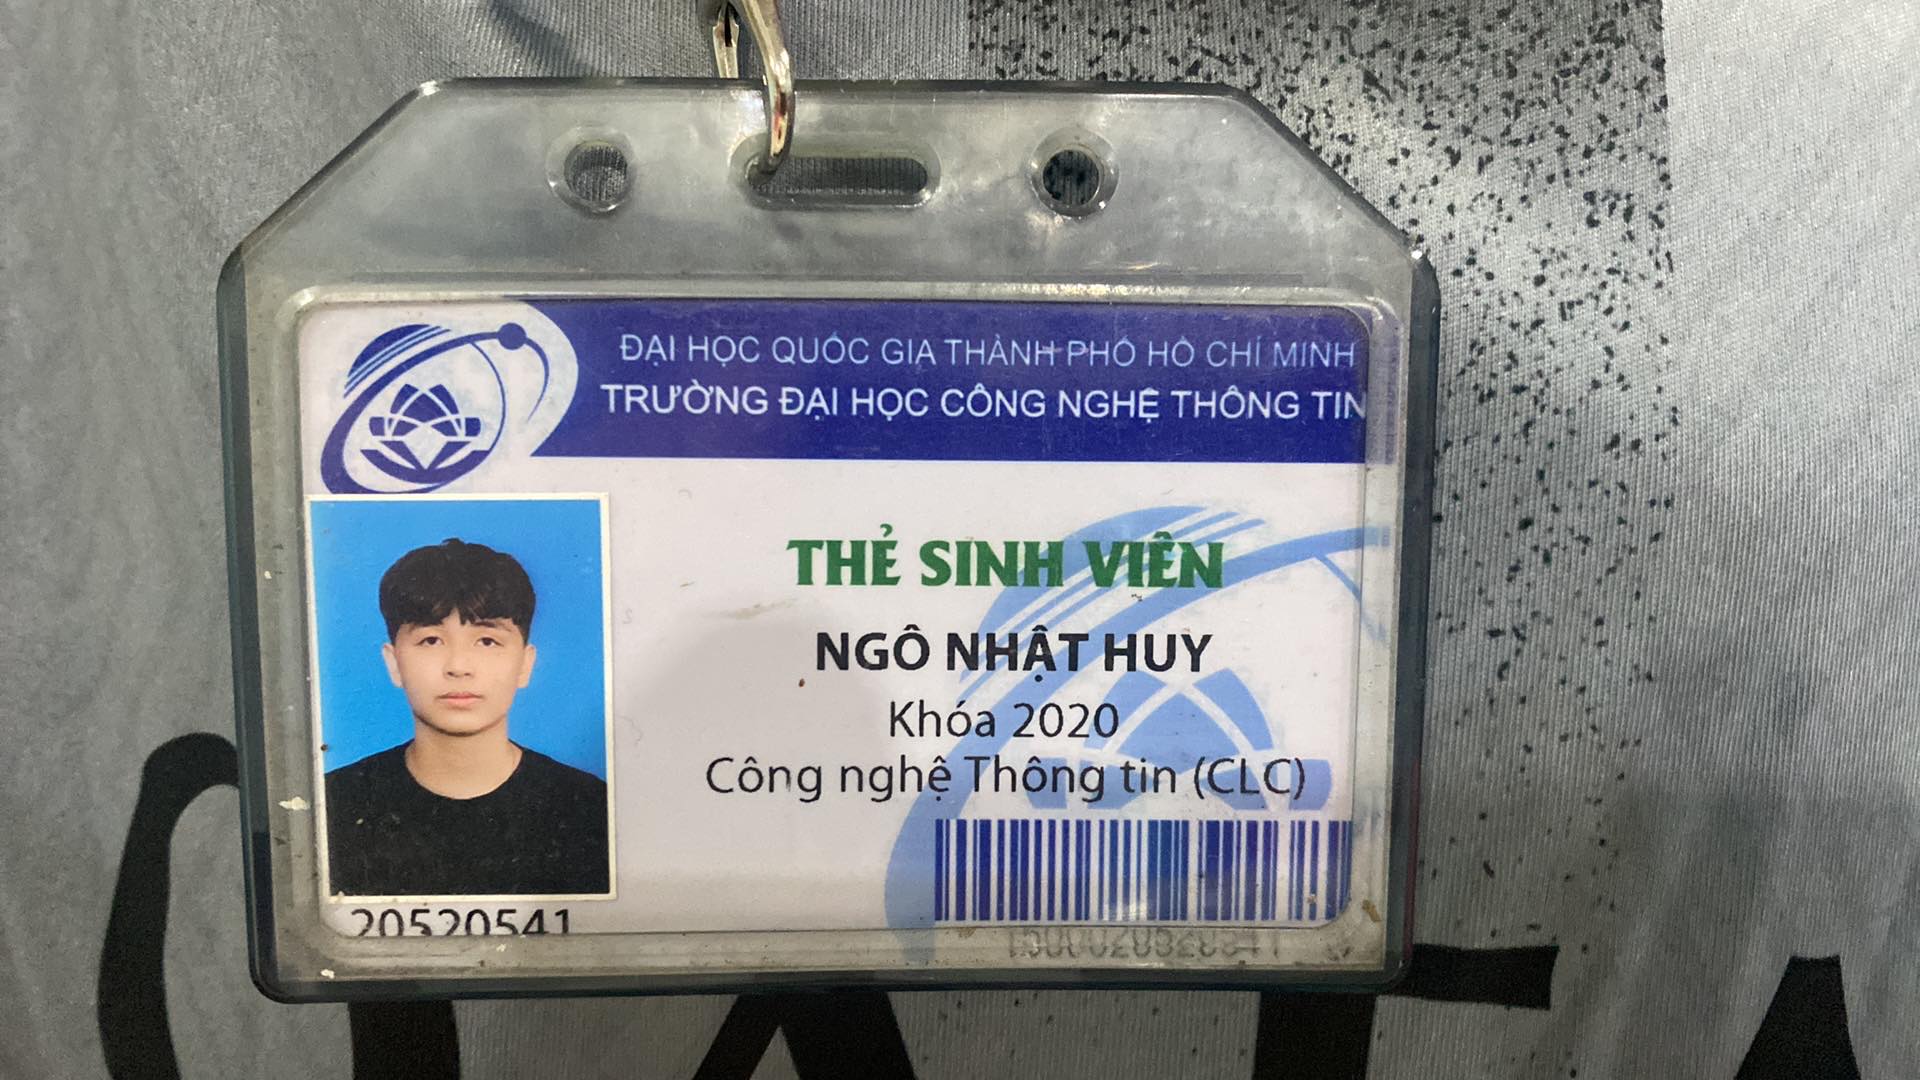 ĐẠI HỌC QUỐC GIA THÀNH PHỐ HỒ CHÍ MINH
TRƯỜNG ĐẠI HỌC CÔNG NGHỆ THÔNG TIN
THẺ SINH VIÊN
NGÔ NHẬT HUY
Khóa 2020
Công nghệ Thông tin (CLC)
20520541